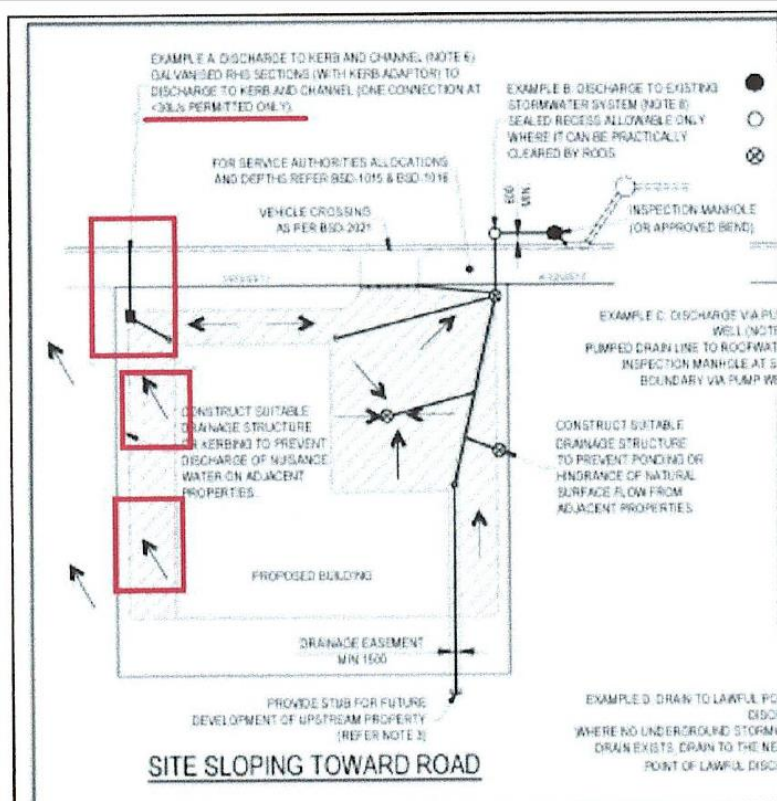 EXAMPLE A: DISCHARGE TO KERB AND CHANNEL (NOTE 6)
GALVANISED RHS SECTIONS (WITH KERB ADAPTOR) TO
DISCHARGE TO KERB AND CHANNEL (ONE CONNECTION AT
<30L/s PERMITTED ONLY).
EXAMPLE B: DISCHARGE TO EXISTING
STORMWATER SYSTEM (NOTE 8)
SEALED RECESS ALLOWABLE ONLY
WHERE IT CAN BE PRACTICALLY
CLEARED BY RODS.
FOR SERVICE AUTHORITIES ALLOCATIONS
AND DEPTHS REFER BSD-1015 & BSD-1016
600
MIN.
VEHICLE CROSSING
AS PER BSD-2021
INSPECTION MANHOLE
(OR APPROVED BEND)
PROPERTY
EXAMPLE C: DISCHARGE VIA PU
WELL (NOTE
PUMPED DRAIN LINE TO ROOFWAT
INSPECTION MANHOLE AT S
BOUNDARY VIA PUMP WE
CONSTRUCT SUITABLE
DRAINAGE STRUCTURE
OR KERBING TO PREVENT
DISCHARGE OF NUISANCE
WATER ON ADJACENT
PROPERTIES.
CONSTRUCT SUITABLE
DRAINAGE STRUCTURE
TO PREVENT PONDING OR
HINDRANCE OF NATURAL
SURFACE FLOW FROM
ADJACENT PROPERTIES
PROPOSED BUILDING
DRAINAGE EASEMENT
MIN 1500
PROVIDE STUB FOR FUTURE
DEVELOPMENT OF UPSTREAM PROPERTY
(REFER NOTE 3)
EXAMPLE D: DRAIN TO LAWFUL PO
DISC
WHERE NO UNDERGROUND STORMW
DRAIN EXISTS, DRAIN TO THE NE
POINT OF LAWFUL DISC
SITE SLOPING TOWARD ROAD